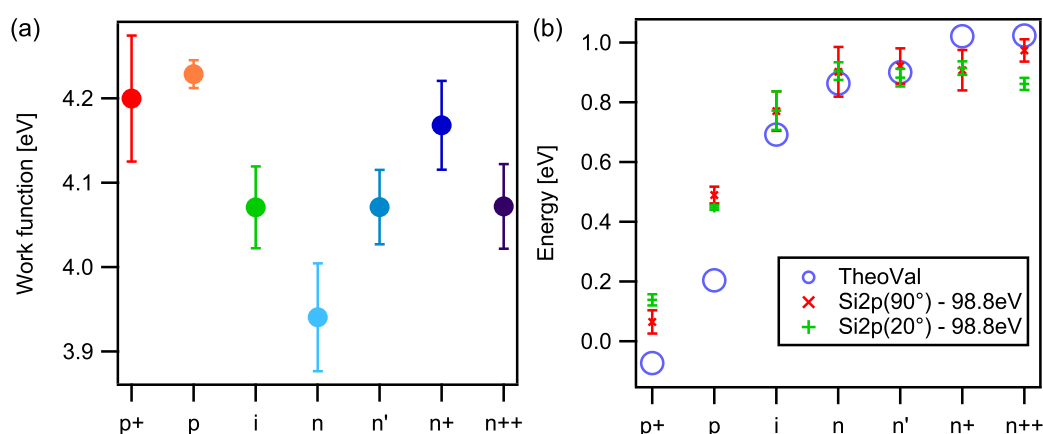 (a)
Work function [eV]
4.2
4.1
4.0
3.9
p+ p i n n' n+ n++
(b)
Energy [eV]
1.0
0.8
0.6
0.4
0.2
0.0
TheoVal
Si2p(90°) - 98.8eV
Si2p(20°) - 98.8eV
p+ p i n n' n+ n++